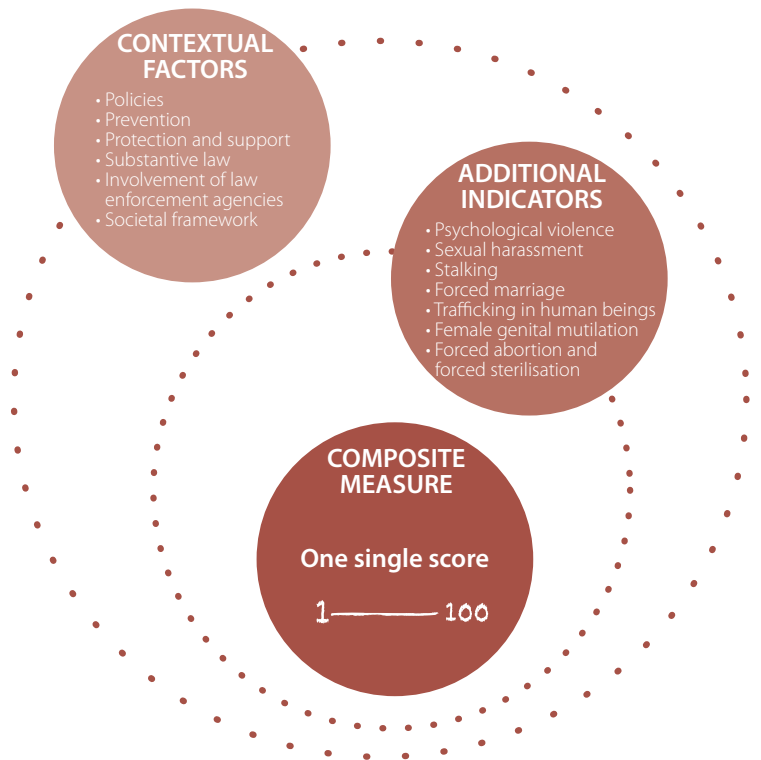 CONTEXTUAL
FACTORS
• Policies
• Prevention
• Protection and support
• Substantive law
• Involvement of law
enforcement agencies
• Societal framework
ADDITIONAL
INDICATORS
• Psychological violence
• Sexual harassment
• Stalking
• Forced marriage
• Trafficking in human beings
• Female genital mutilation
• Forced abortion and
forced sterilisation
COMPOSITE
MEASURE
One single score
1 100